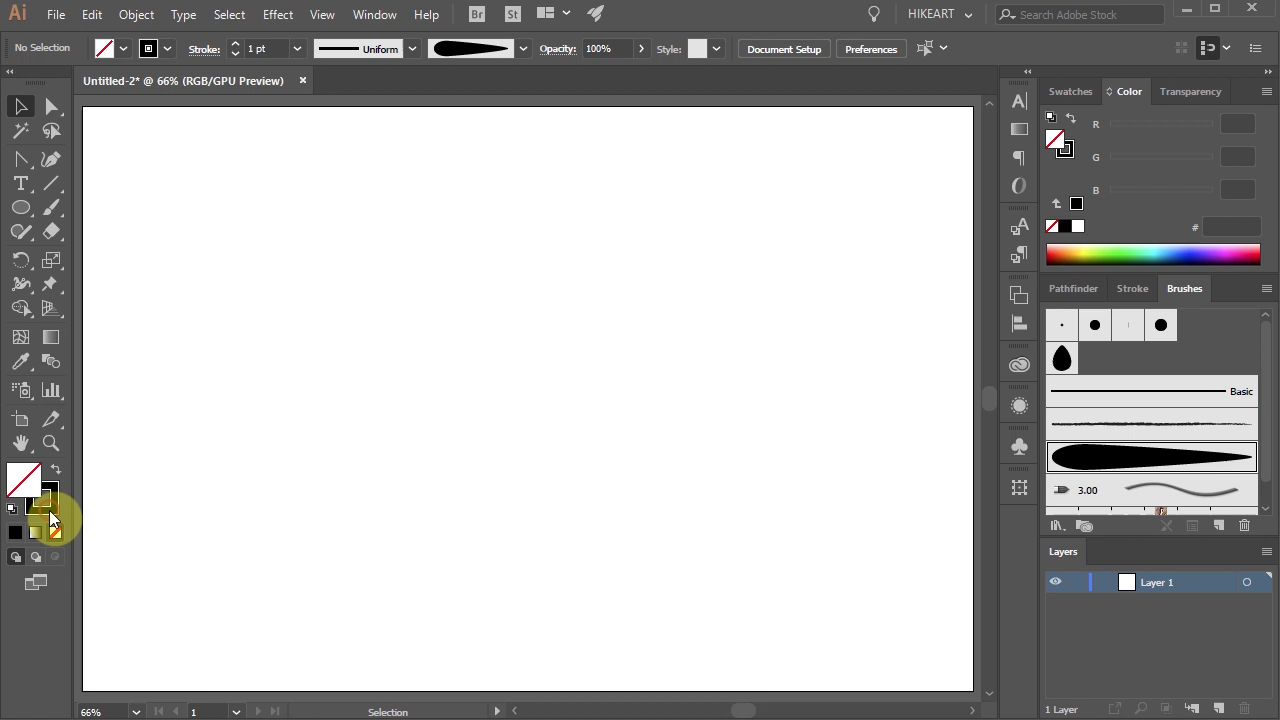 Ai File Edit Object Type Select Effect View Window Help Br St HIKEART Search Adobe Stock
No Selection Stroke: 1 pt Uniform Opacity: 100% Style: Document Setup Preferences
Untitled-2* @ 66% (RGB/GPU Preview)
Swatches Color Transparency
R
G
B
#
Pathfinder Stroke Brushes
Basic
3.00
Layers
Layer 1
1 Layer
66% 1 Selection